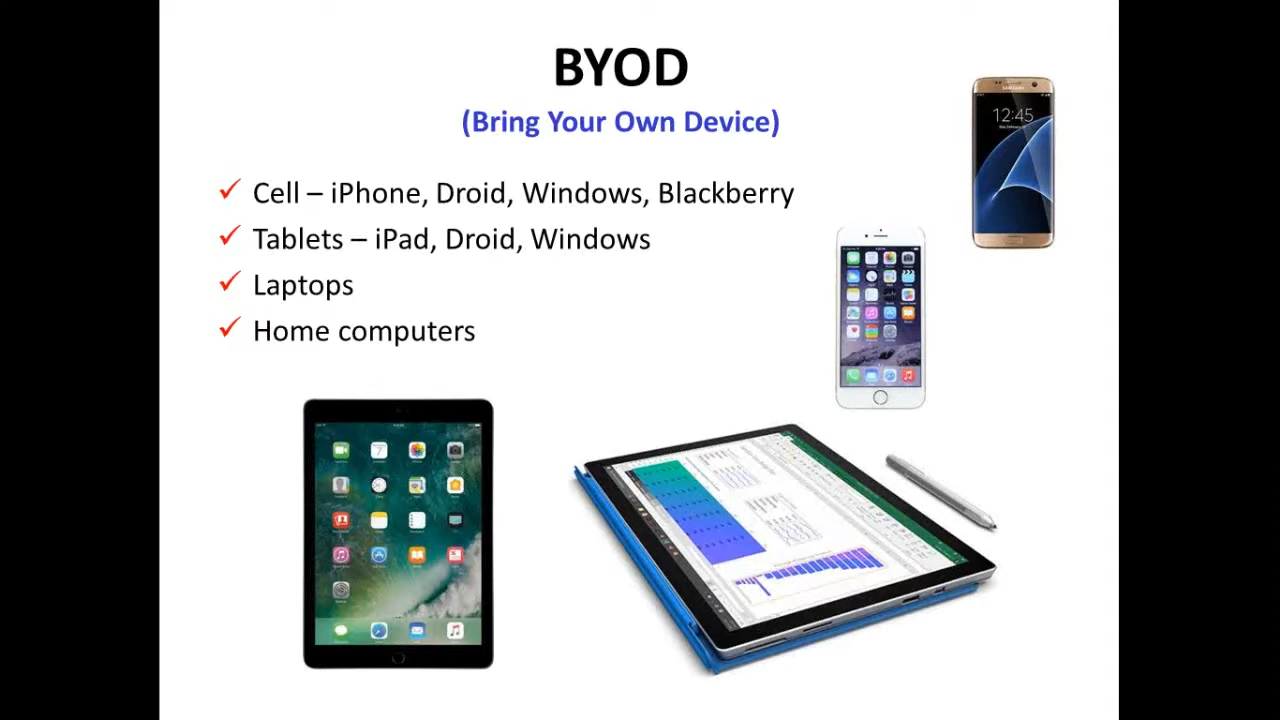 BYOD
(Bring Your Own Device)
✓ Cell – iPhone, Droid, Windows, Blackberry
✓ Tablets – iPad, Droid, Windows
✓ Laptops
✓ Home computers
SAMSUNG
12:45